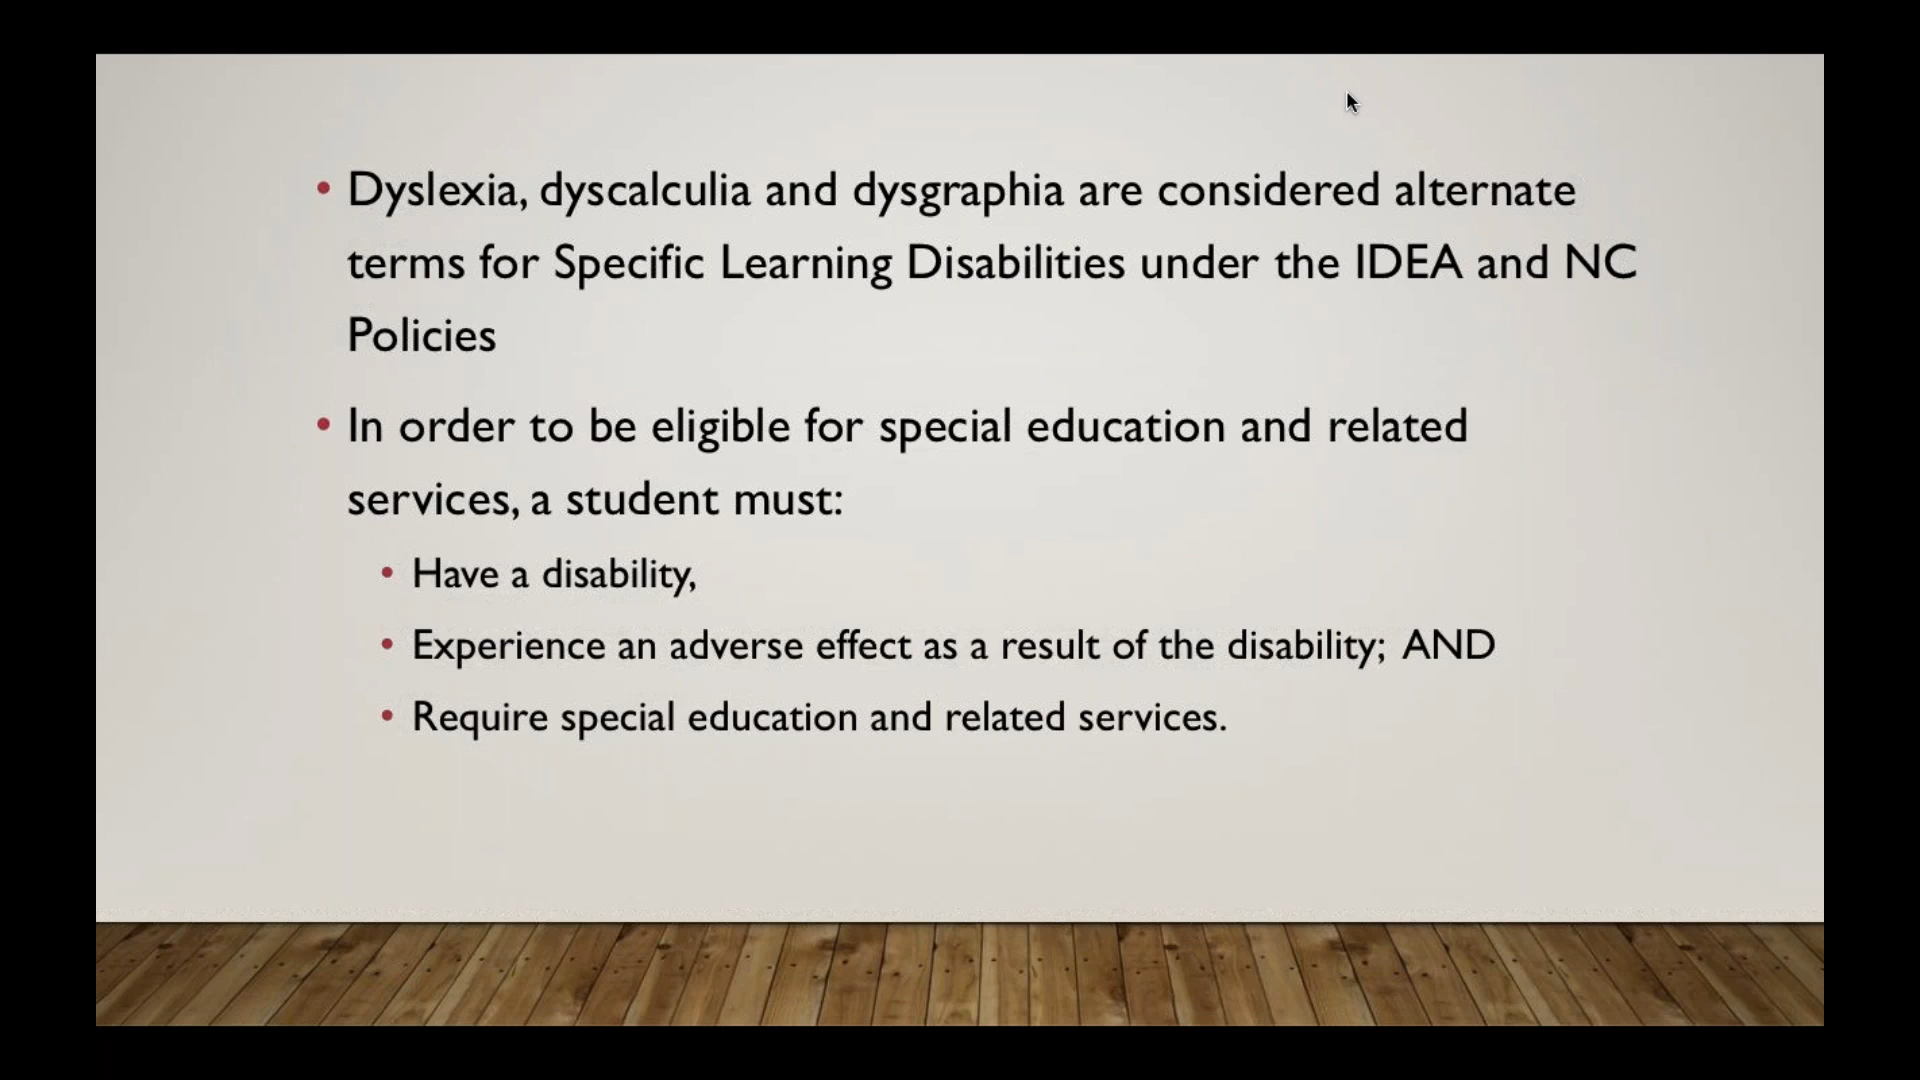 • Dyslexia, dyscalculia and dysgraphia are considered alternate
terms for Specific Learning Disabilities under the IDEA and NC
Policies
• In order to be eligible for special education and related
services, a student must:
• Have a disability,
• Experience an adverse effect as a result of the disability; AND
• Require special education and related services.